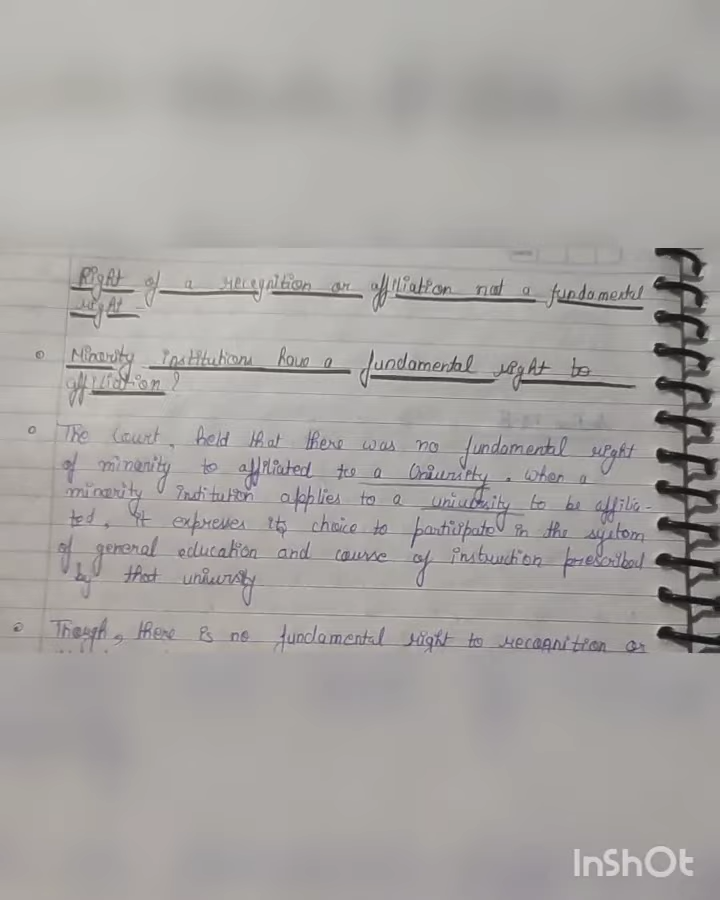 Right of a recognition or affiliation not a fundamental
right -
Minority institutions have a fundamental right to
affiliation?
The Court, held that there was no fundamental right
of minority to affiliated to a University. When a
minority institution applies to a university to be affilia-
ted, it expresses its choice to participate in the system
of general education and course of instruction prescribed
by that university
Though, there is no fundamental right to recognition or
InShOt